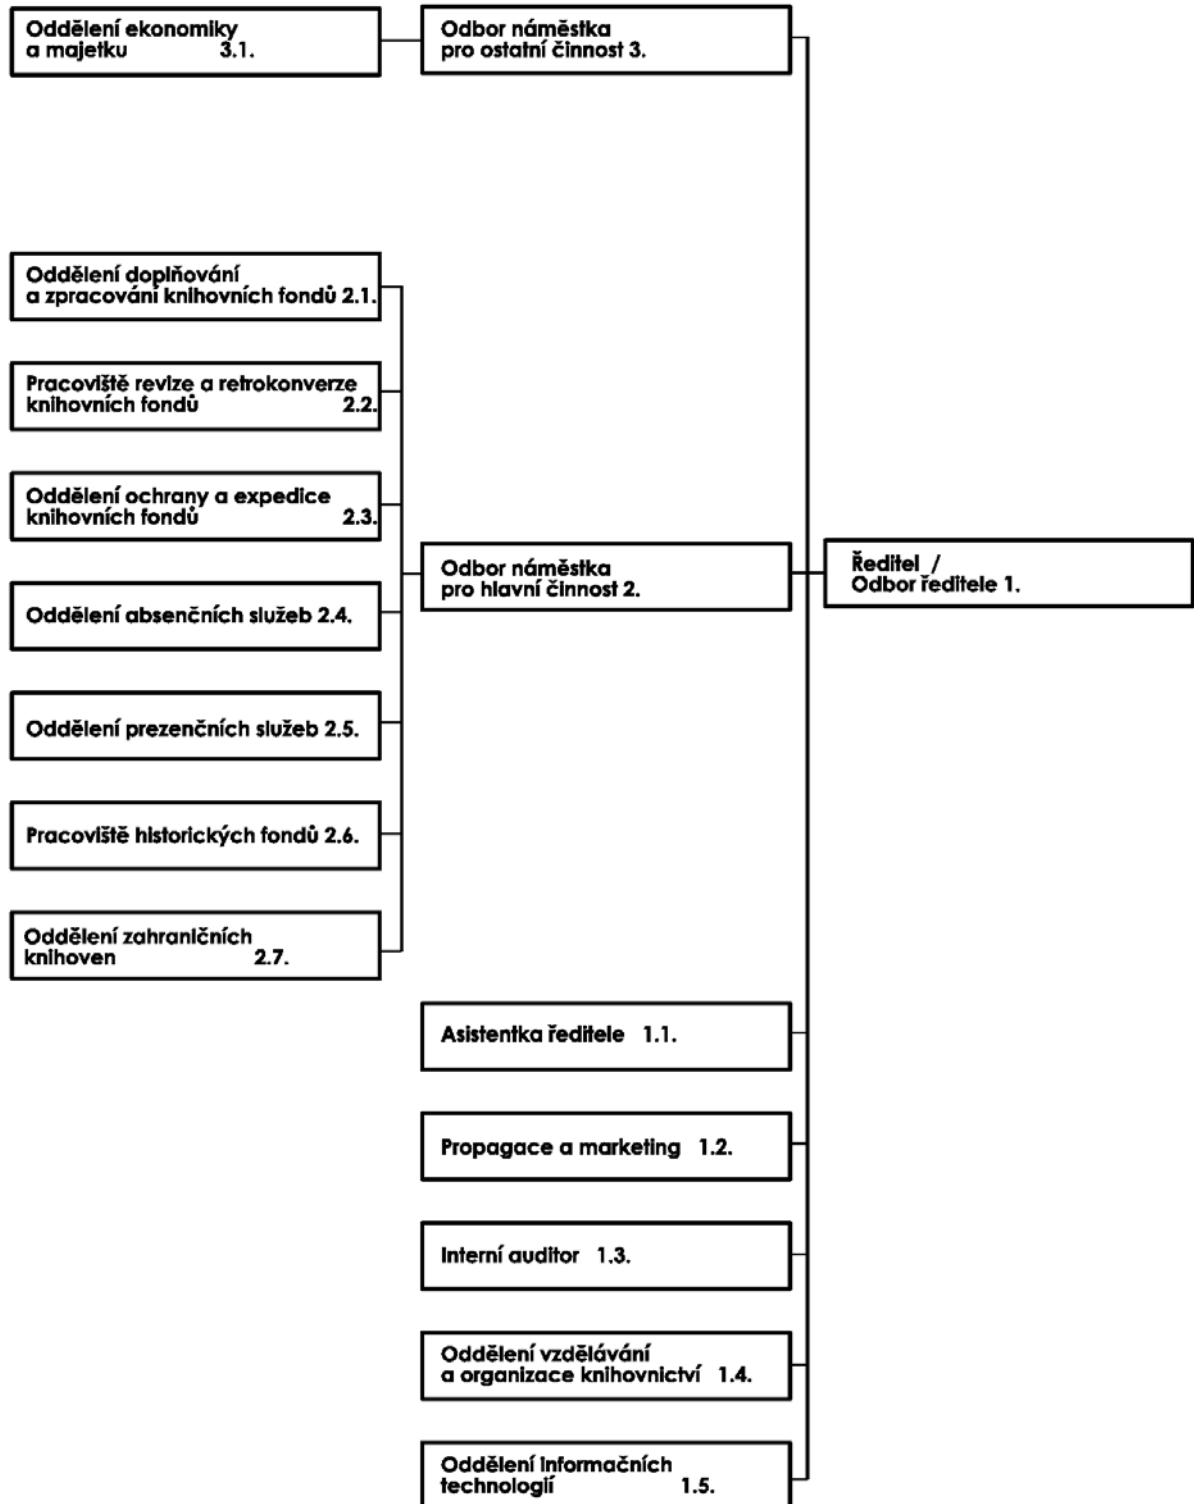 Oddělení ekonomiky
a majetku 3.1.
Odbor náměstka
pro ostatní činnost 3.
Oddělení doplňování
a zpracování knihovních fondů 2.1.
Pracoviště revize a retrokonverze
knihovních fondů 2.2.
Oddělení ochrany a expedice
knihovních fondů 2.3.
Oddělení absenčních služeb 2.4.
Oddělení prezenčních služeb 2.5.
Pracoviště historických fondů 2.6.
Oddělení zahraničních
knihoven 2.7.
Odbor náměstka
pro hlavní činnost 2.
Ředitel /
Odbor ředitele 1.
Asistentka ředitele 1.1.
Propagace a marketing 1.2.
Interní auditor 1.3.
Oddělení vzdělávání
a organizace knihovnictví 1.4.
Oddělení informačních
technologií 1.5.